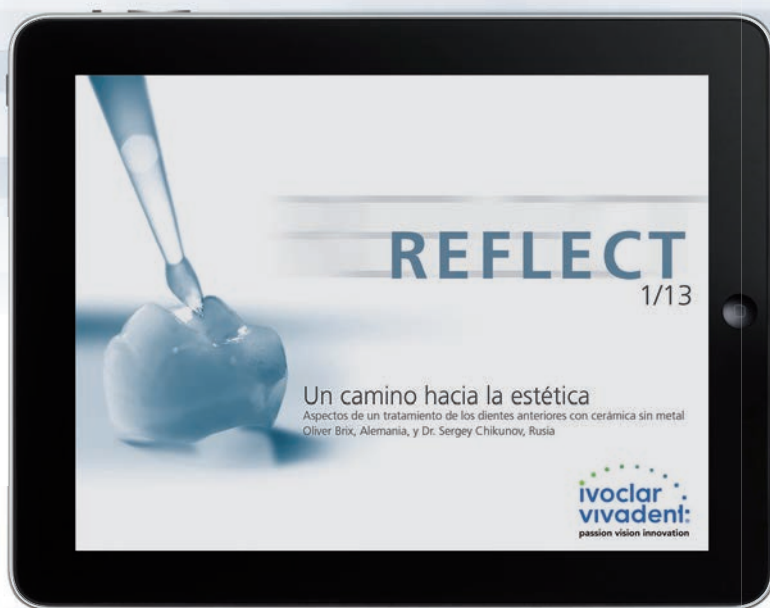 REFLECT
1/13
Un camino hacia la estética
Aspectos de un tratamiento de los dientes anteriores con cerámica sin metal
Oliver Brix, Alemania, y Dr. Sergey Chikunov, Rusia
ivoclar
vivadent:
passion vision innovation